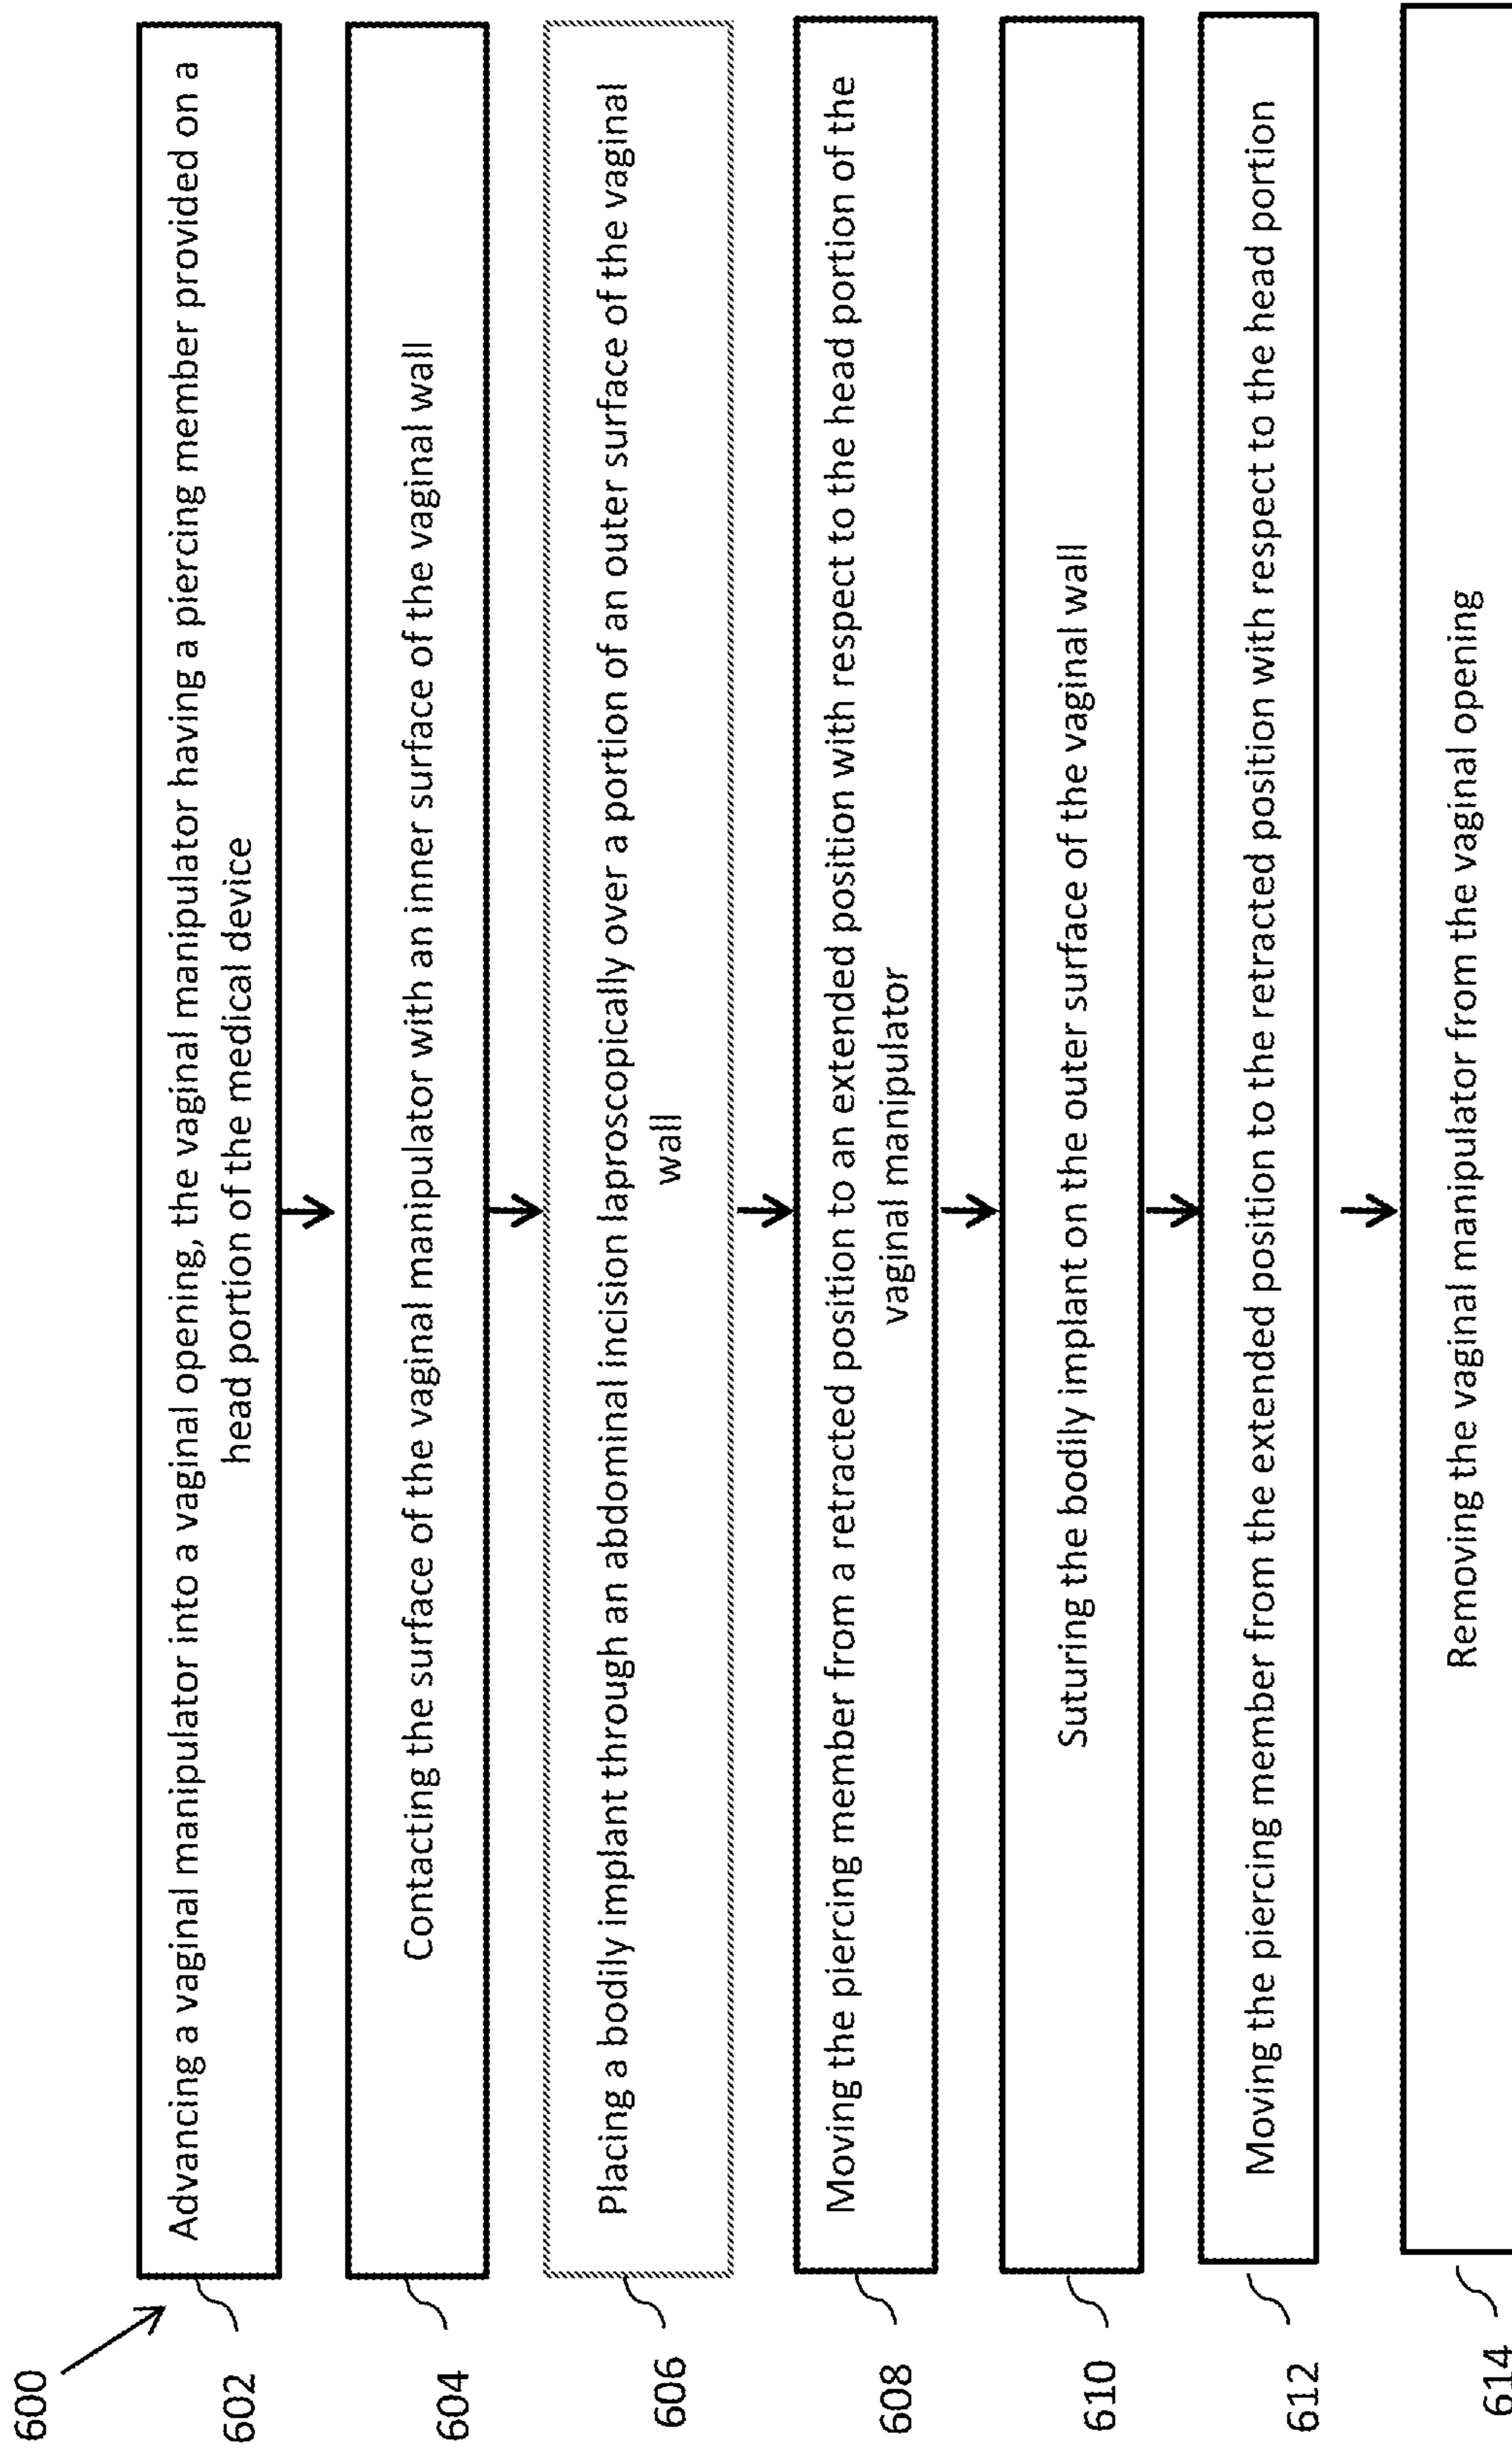 600
602
Advancing a vaginal manipulator into a vaginal opening, the vaginal manipulator having a piercing member provided on a
head portion of the medical device
604
Contacting the surface of the vaginal manipulator with an inner surface of the vaginal wall
606
Placing a bodily implant through an abdominal incision laproscopically over a portion of an outer surface of the vaginal
wall
608
Moving the piercing member from a retracted position to an extended position with respect to the head portion of the
vaginal manipulator
610
Suturing the bodily implant on the outer surface of the vaginal wall
612
Moving the piercing member from the extended position to the retracted position with respect to the head portion
614
Removing the vaginal manipulator from the vaginal opening